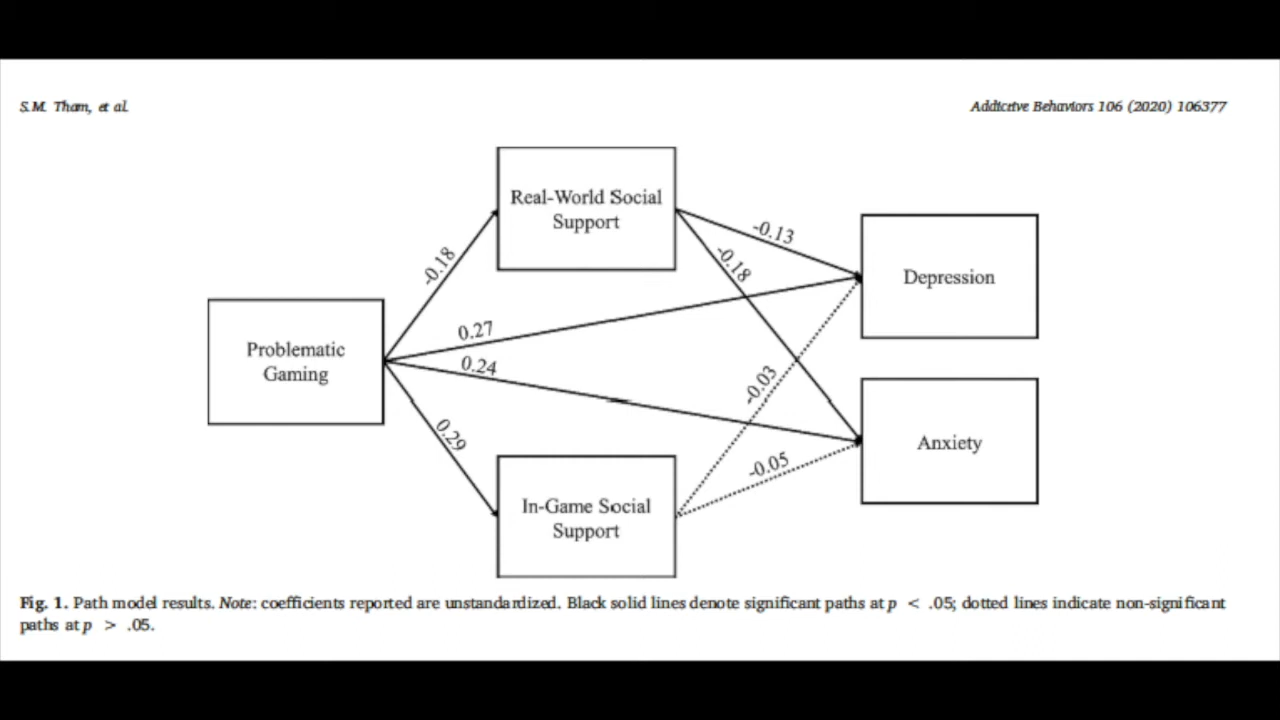 S.M. Tham, et al.
Addictive Behaviors 106 (2020) 106377
Real-World Social
Support
-0.13
-0.18
-0.18
Depression
0.27
Problematic
Gaming
0.24
-0.03
0.29
-0.05
Anxiety
In-Game Social
Support
Fig. 1. Path model results. Note: coefficients reported are unstandardized. Black solid lines denote significant paths at p < .05; dotted lines indicate non-significant
paths at p > .05.